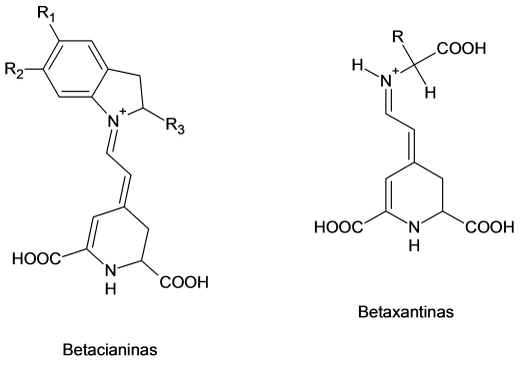 R1
R2
N+
R3
HOOC
N
H
COOH
Betacianinas
R
COOH
H
N+
H
HOOC
N
H
COOH
Betaxantinas